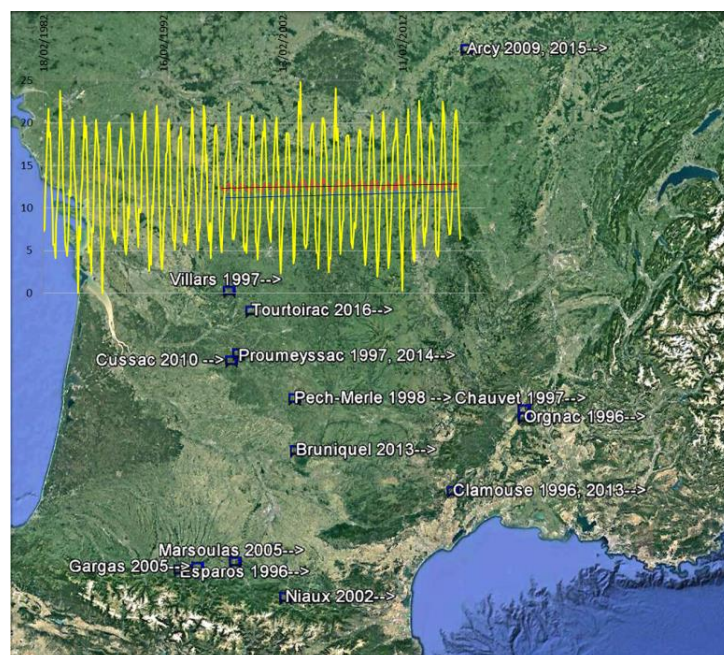 18/02/1982
16/02/1992
/02/2002
11/02/2012
Arcy 2009, 2015-->
25
20
15
10
5
0
Villars 1997-->
Tourtoirac 2016-->
Cussac 2010 -->
Proumeyssac 1997, 2014-->
Pech-Merle 1998 -->
Chauvet 1997-->
Orgnac 1996-->
Bruniquel 2013-->
Clamouse 1996, 2013-->
Marsoulas 2005-->
Gargas 2005-->
Esparos 1996-->
Niaux 2002-->